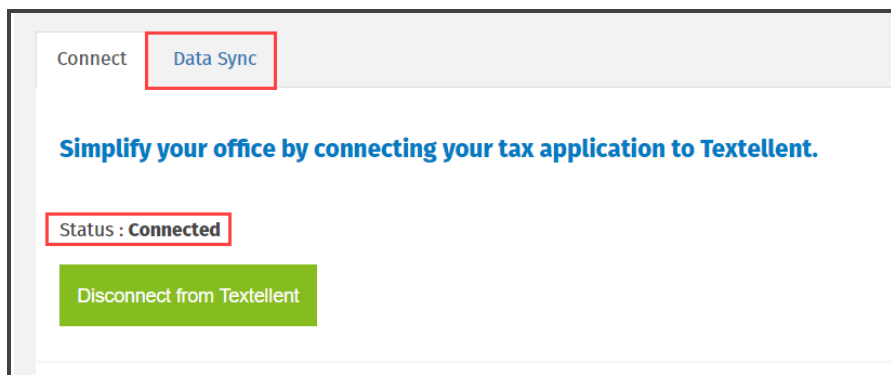 Connect Data Sync
Simplify your office by connecting your tax application to Textellent.
Status : Connected
Disconnect from Textellent